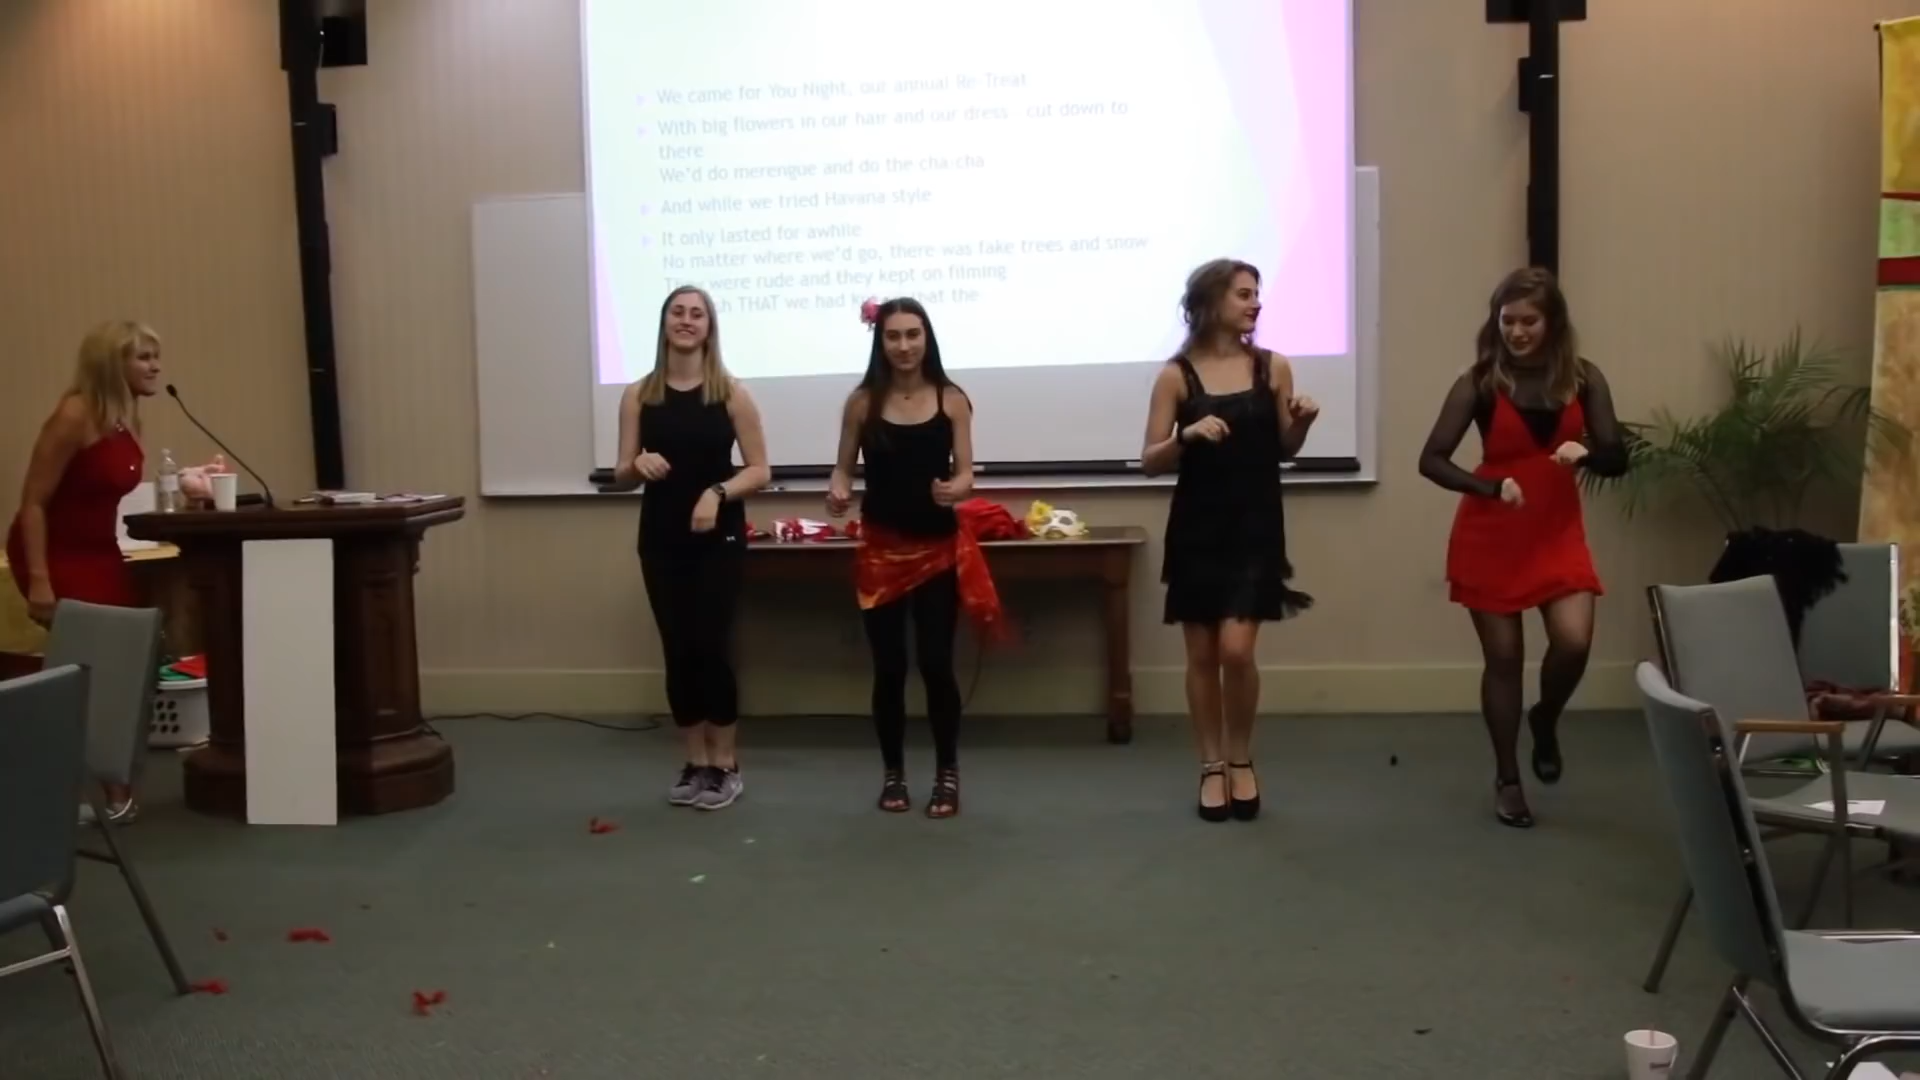 We came for You Night, our annual Re-Treat
With big flowers in our hair and our dress- cut down to
there
We'd do merengue and do the cha-cha
And while we tried Havana style
It only lasted for awhile
No matter where we'd go, there was fake trees and snow
They were rude and they kept on filming
THAT we had that the